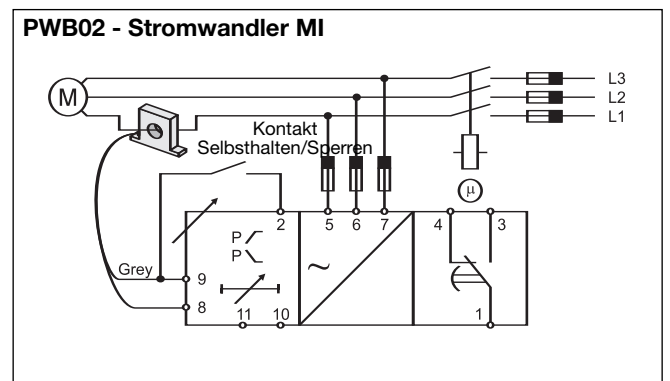 PWB02 - Stromwandler MI
L3
M
L2
L1
Kontakt
Selbsthalten/Sperren
μ
2
5
6
7
4
3
P
P
~
Grey
9
8
11
10
1